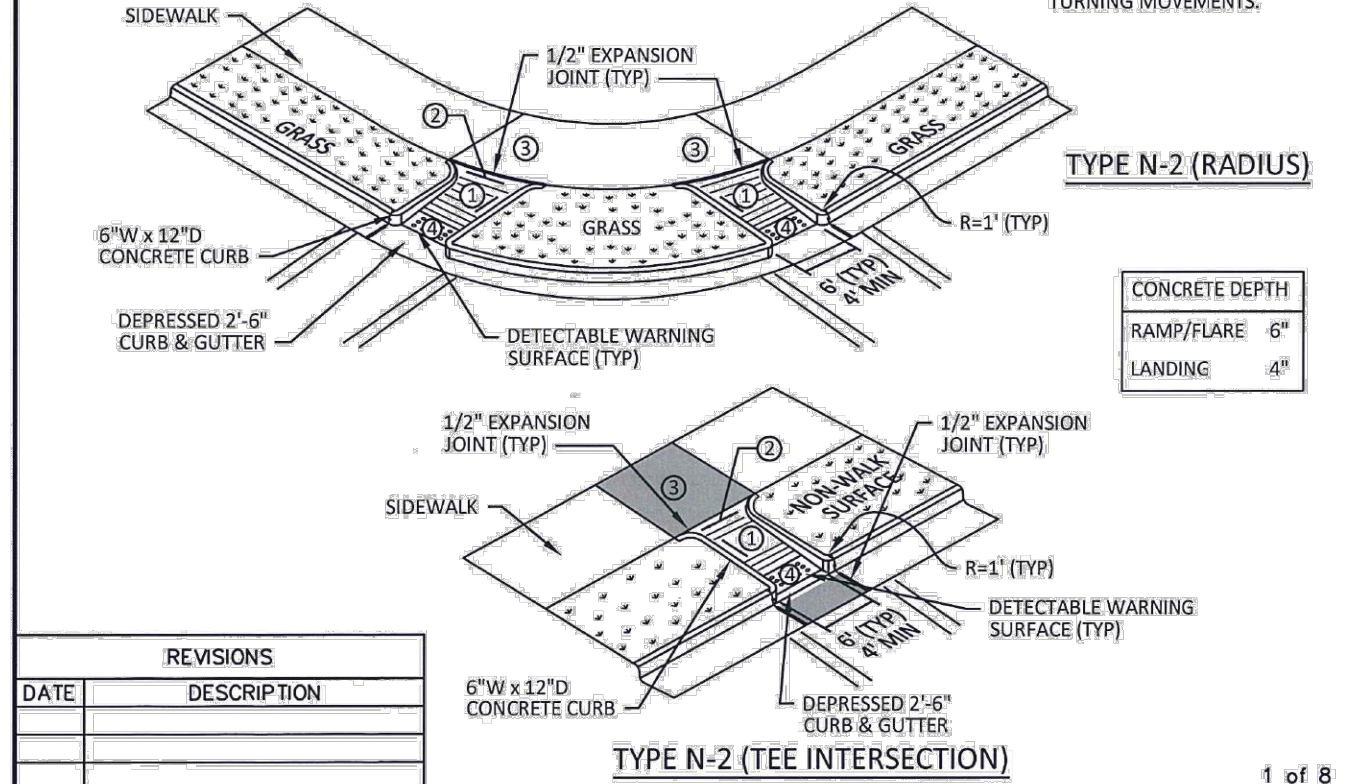 TURNING MOVEMENTS.
SIDEWALK
1/2" EXPANSION
JOINT (TYP)
2
3
3
GRASS
GRASS
TYPE N-2 (RADIUS)
1
1
4
GRASS
4
R=1' (TYP)
6"W x 12"D
CONCRETE CURB
6' (TYP)
4' MIN
DEPRESSED 2'-6"
CURB & GUTTER
DETECTABLE WARNING
SURFACE (TYP)
CONCRETE DEPTH
RAMP/FLARE 6"
LANDING 4"
1/2" EXPANSION
JOINT (TYP)
1/2" EXPANSION
JOINT (TYP)
2
3
NON-WALK
SURFACE
SIDEWALK
1
4
R=1' (TYP)
DETECTABLE WARNING
SURFACE (TYP)
6' (TYP)
4' MIN
6"W x 12"D
CONCRETE CURB
DEPRESSED 2'-6"
CURB & GUTTER
TYPE N-2 (TEE INTERSECTION)
REVISIONS
DATE DESCRIPTION
1 of 8